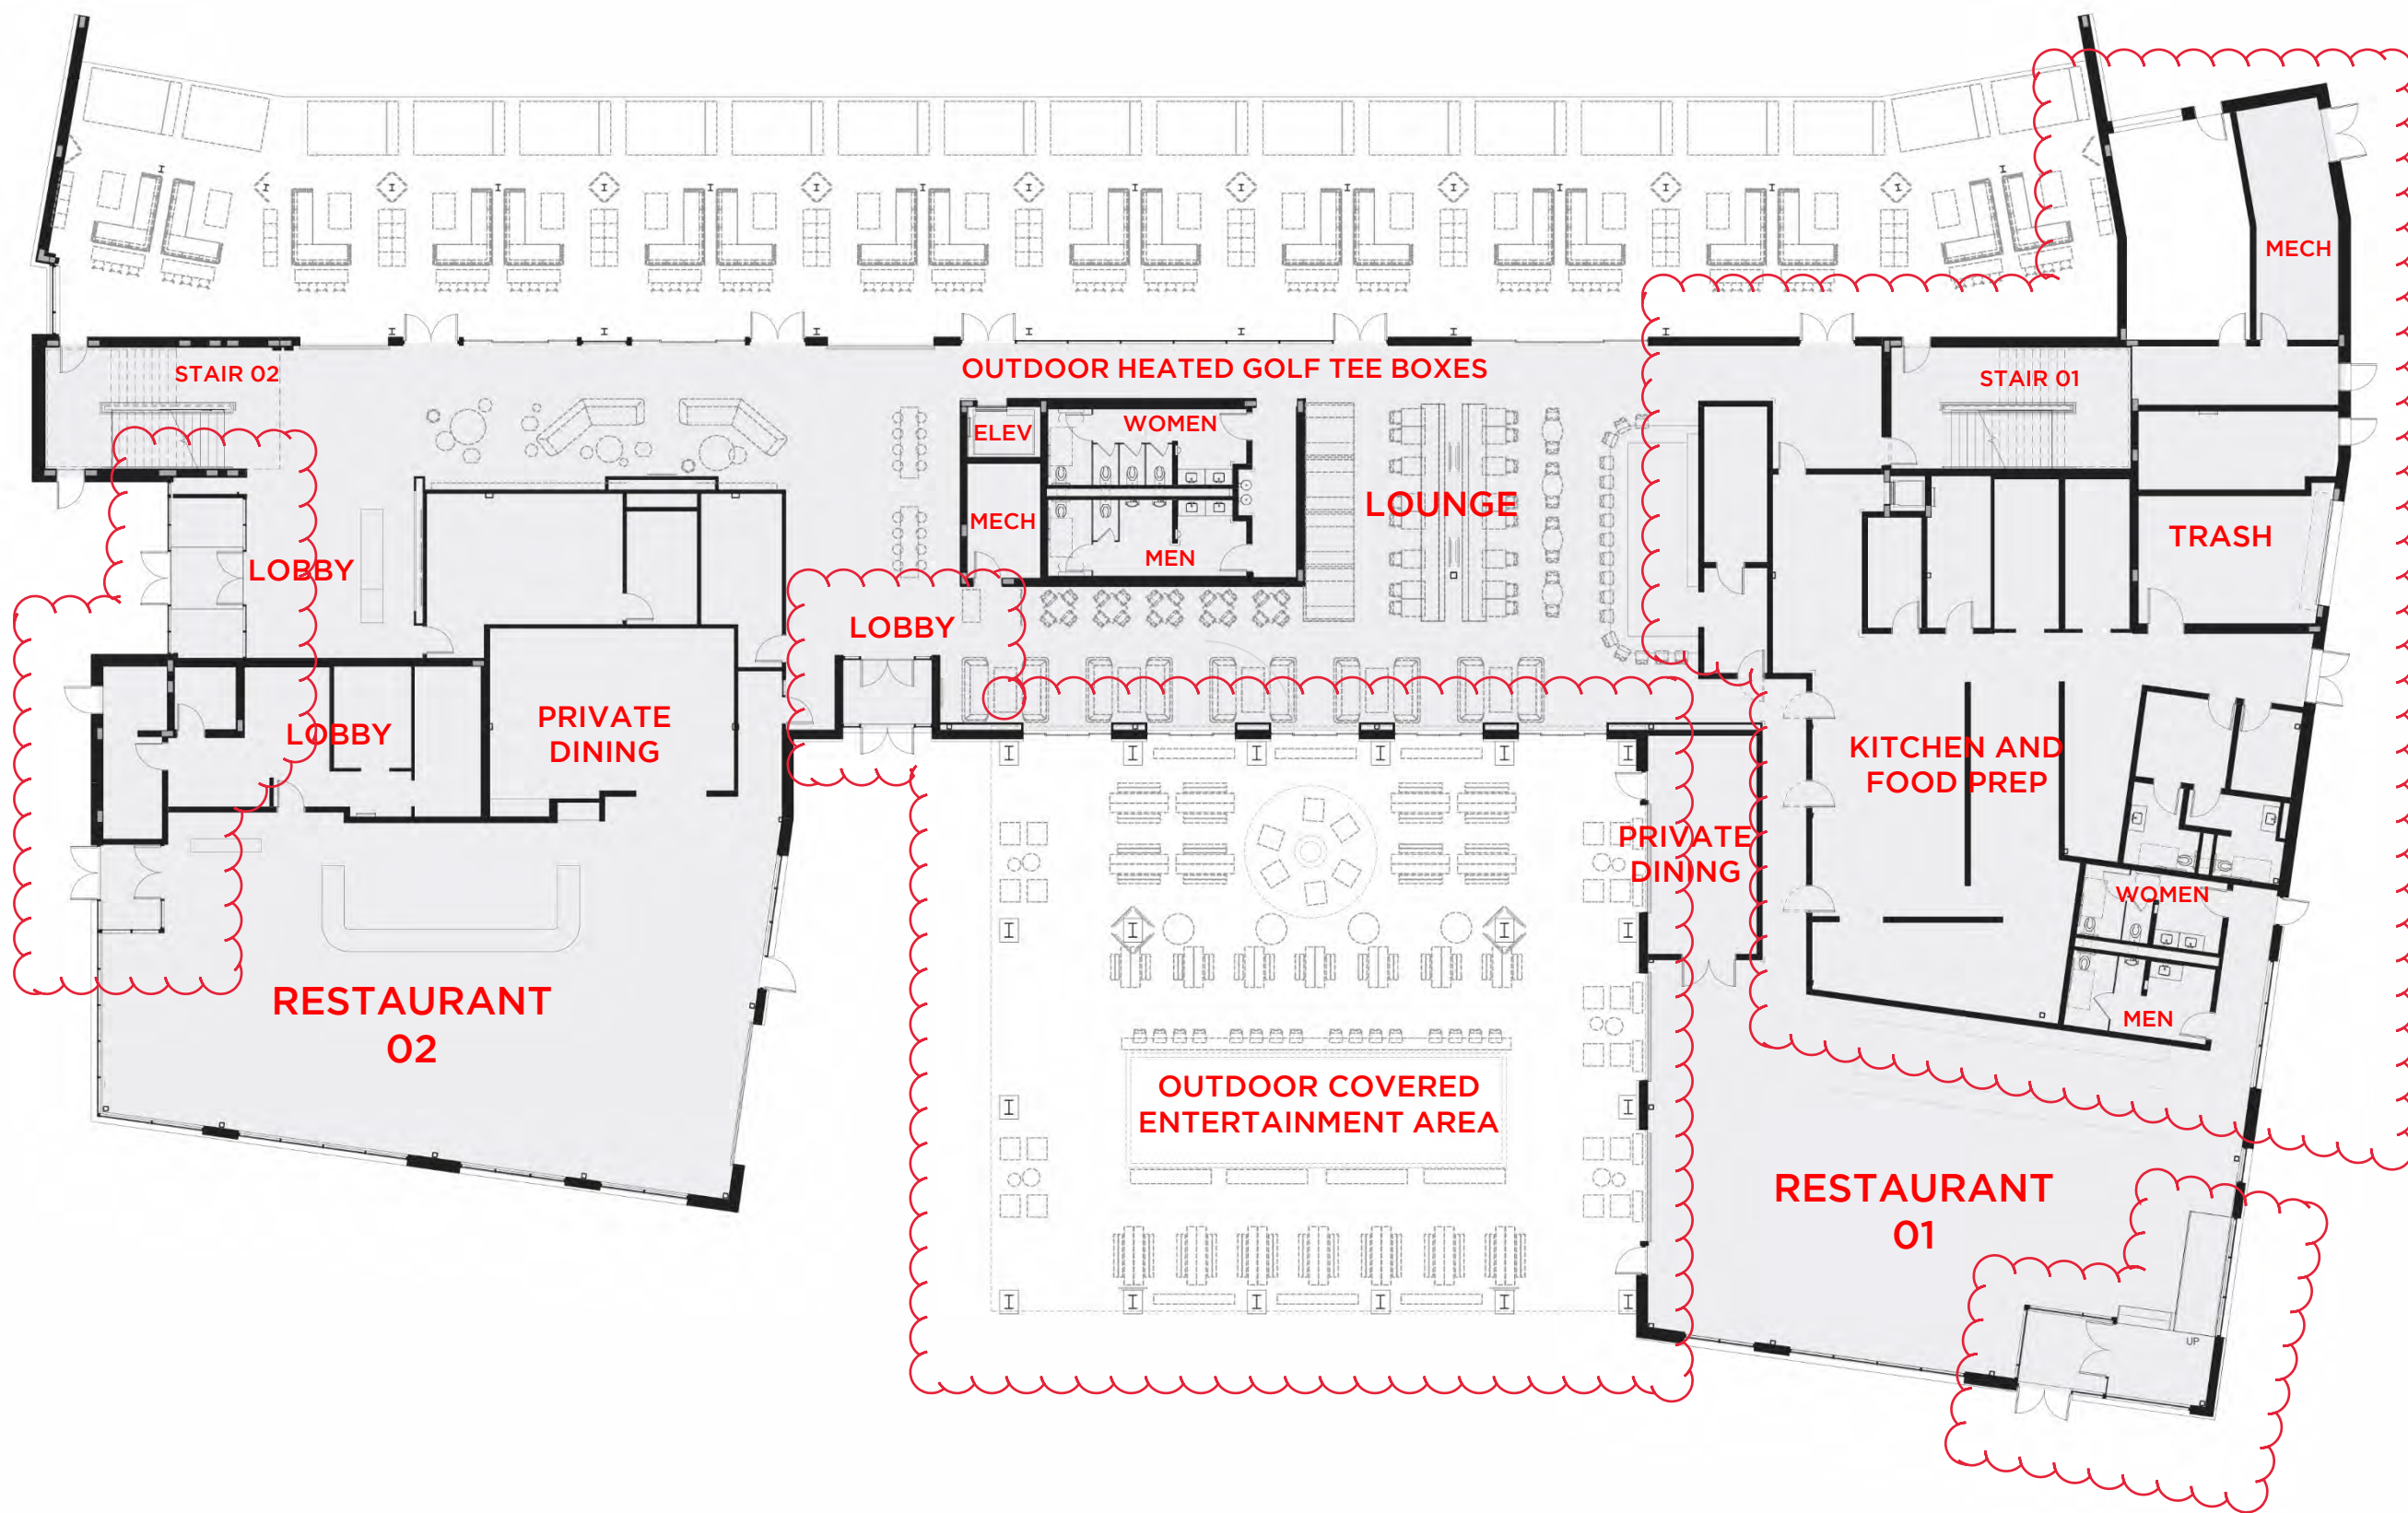 MECH
OUTDOOR HEATED GOLF TEE BOXES
STAIR 02
STAIR 01
ELEV
WOMEN
LOUNGE
MECH
TRASH
MEN
LOBBY
LOBBY
PRIVATE
DINING
LOBBY
KITCHEN AND
FOOD PREP
PRIVATE
DINING
WOMEN
RESTAURANT
02
MEN
OUTDOOR COVERED
ENTERTAINMENT AREA
RESTAURANT
01
UP